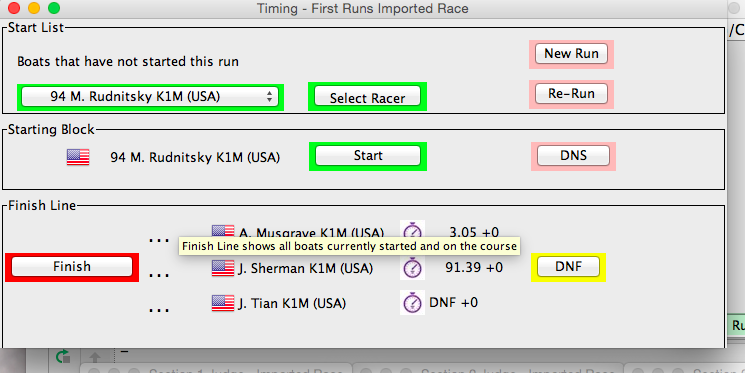 Timing - First Runs Imported Race
Start List
Boats that have not started this run
New Run
94 M. Rudnitsky K1M (USA)
Select Racer
Re-Run
Starting Block
94 M. Rudnitsky K1M (USA)
Start
DNS
Finish Line
... A. Musgrave K1M (USA) 3.05 +0
Finish Line shows all boats currently started and on the course
Finish
... J. Sherman K1M (USA) 91.39 +0
DNF
... J. Tian K1M (USA) DNF +0
/C
Ru